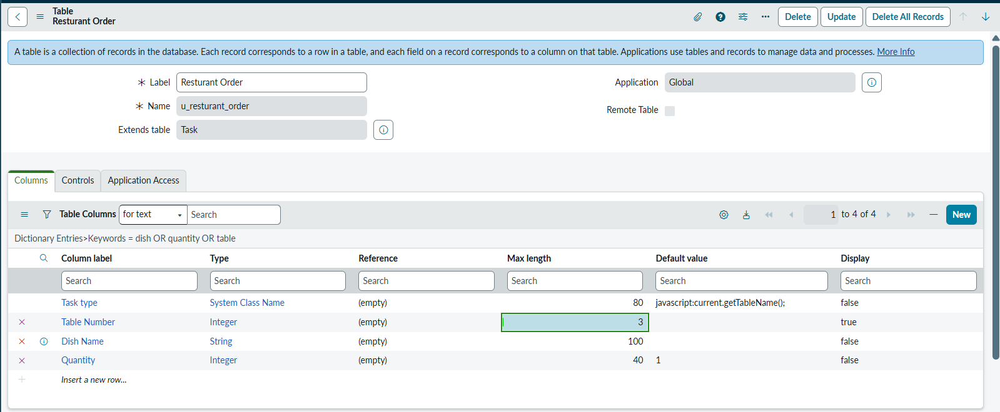 Table
Resturant Order
Delete Update Delete All Records
A table is a collection of records in the database. Each record corresponds to a row in a table, and each field on a record corresponds to a column on that table. Applications use tables and records to manage data and processes. More Info
Label Resturant Order Application Global
Name u_resturant_order Remote Table
Extends table Task
Columns Controls Application Access
Table Columns for text Search 1 to 4 of 4 New
Dictionary Entries>Keywords = dish OR quantity OR table
Column label Type Reference Max length Default value Display
Search Search Search Search Search Search
Task type System Class Name (empty) 80 javascript:current.getTableName(); false
Table Number Integer (empty) 3 true
Dish Name String (empty) 100 false
Quantity Integer (empty) 40 1 false
Insert a new row...